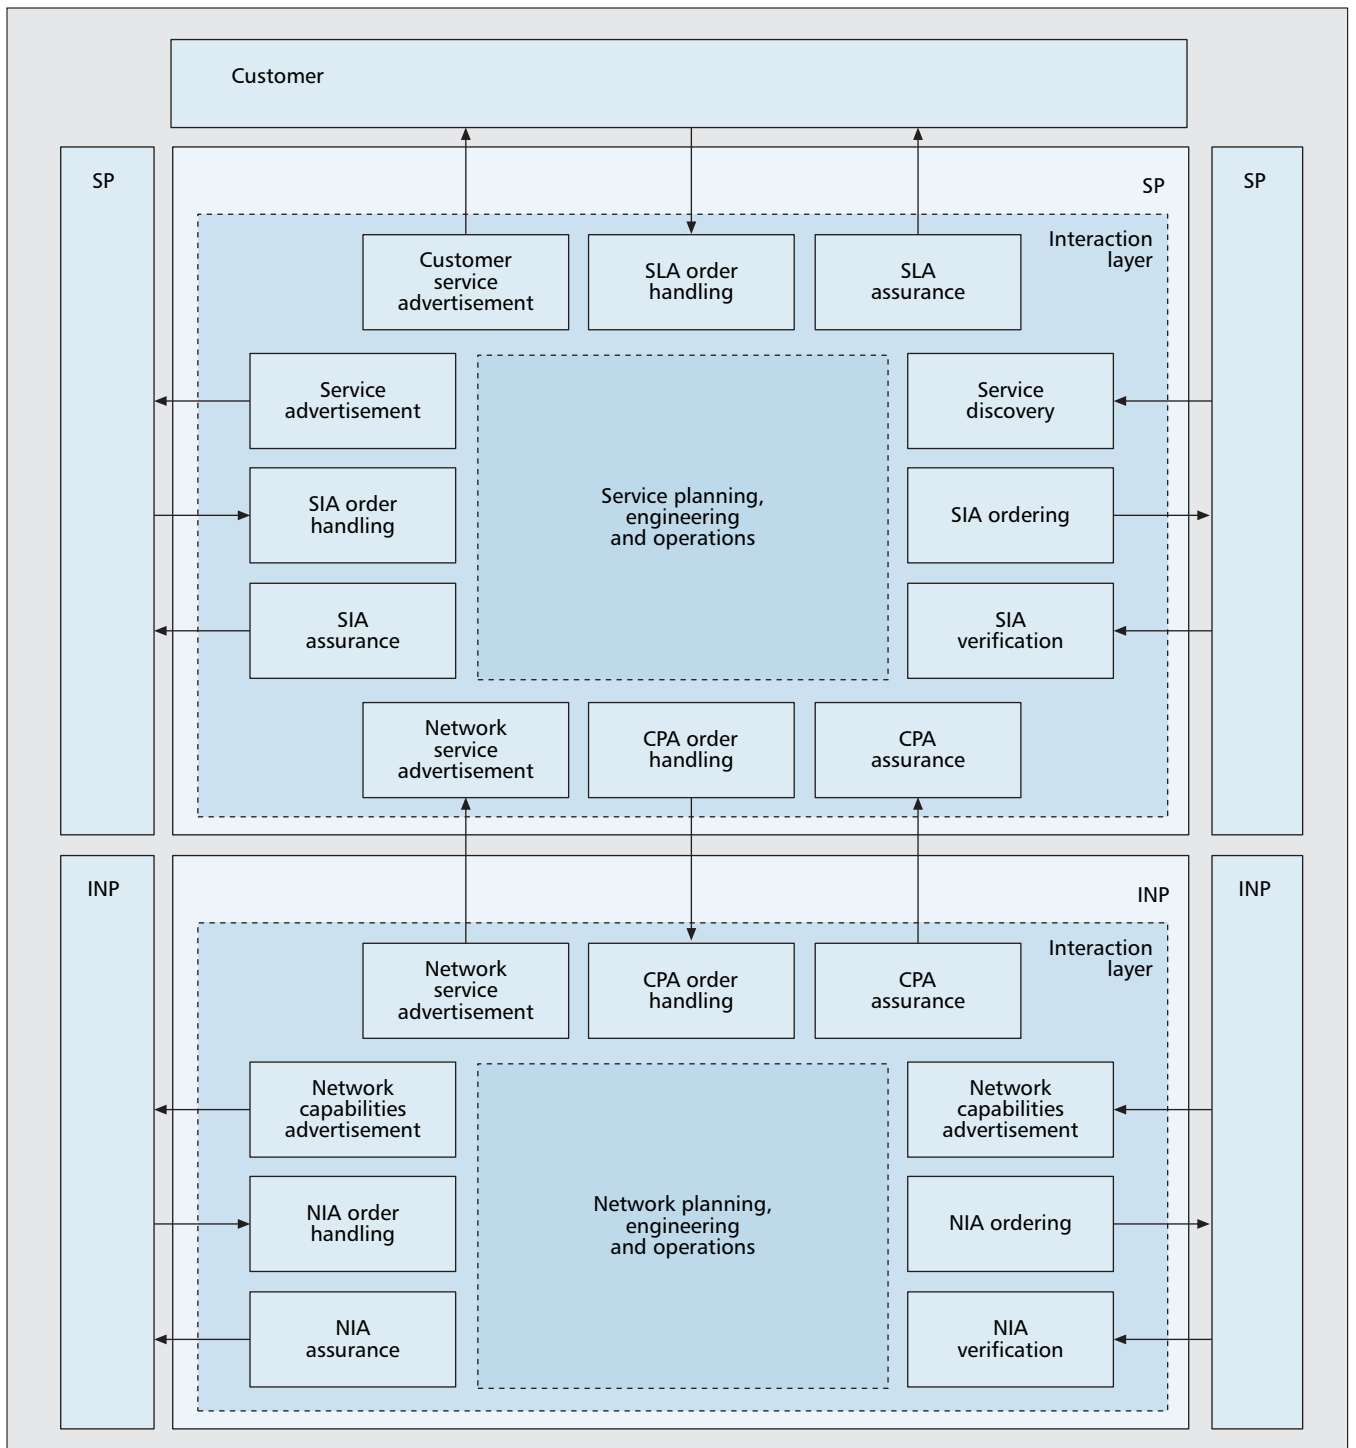 Customer
SP
SP
SP
Interaction
layer
Customer
service
advertisement
SLA order
handling
SLA
assurance
Service
advertisement
Service
discovery
SIA order
handling
Service planning,
engineering
and operations
SIA ordering
SIA
assurance
SIA
verification
Network
service
advertisement
CPA order
handling
CPA
assurance
INP
INP
INP
Interaction
layer
Network
service
advertisement
CPA order
handling
CPA
assurance
Network
capabilities
advertisement
Network
capabilities
advertisement
NIA order
handling
Network planning,
engineering
and operations
NIA ordering
NIA
assurance
NIA
verification